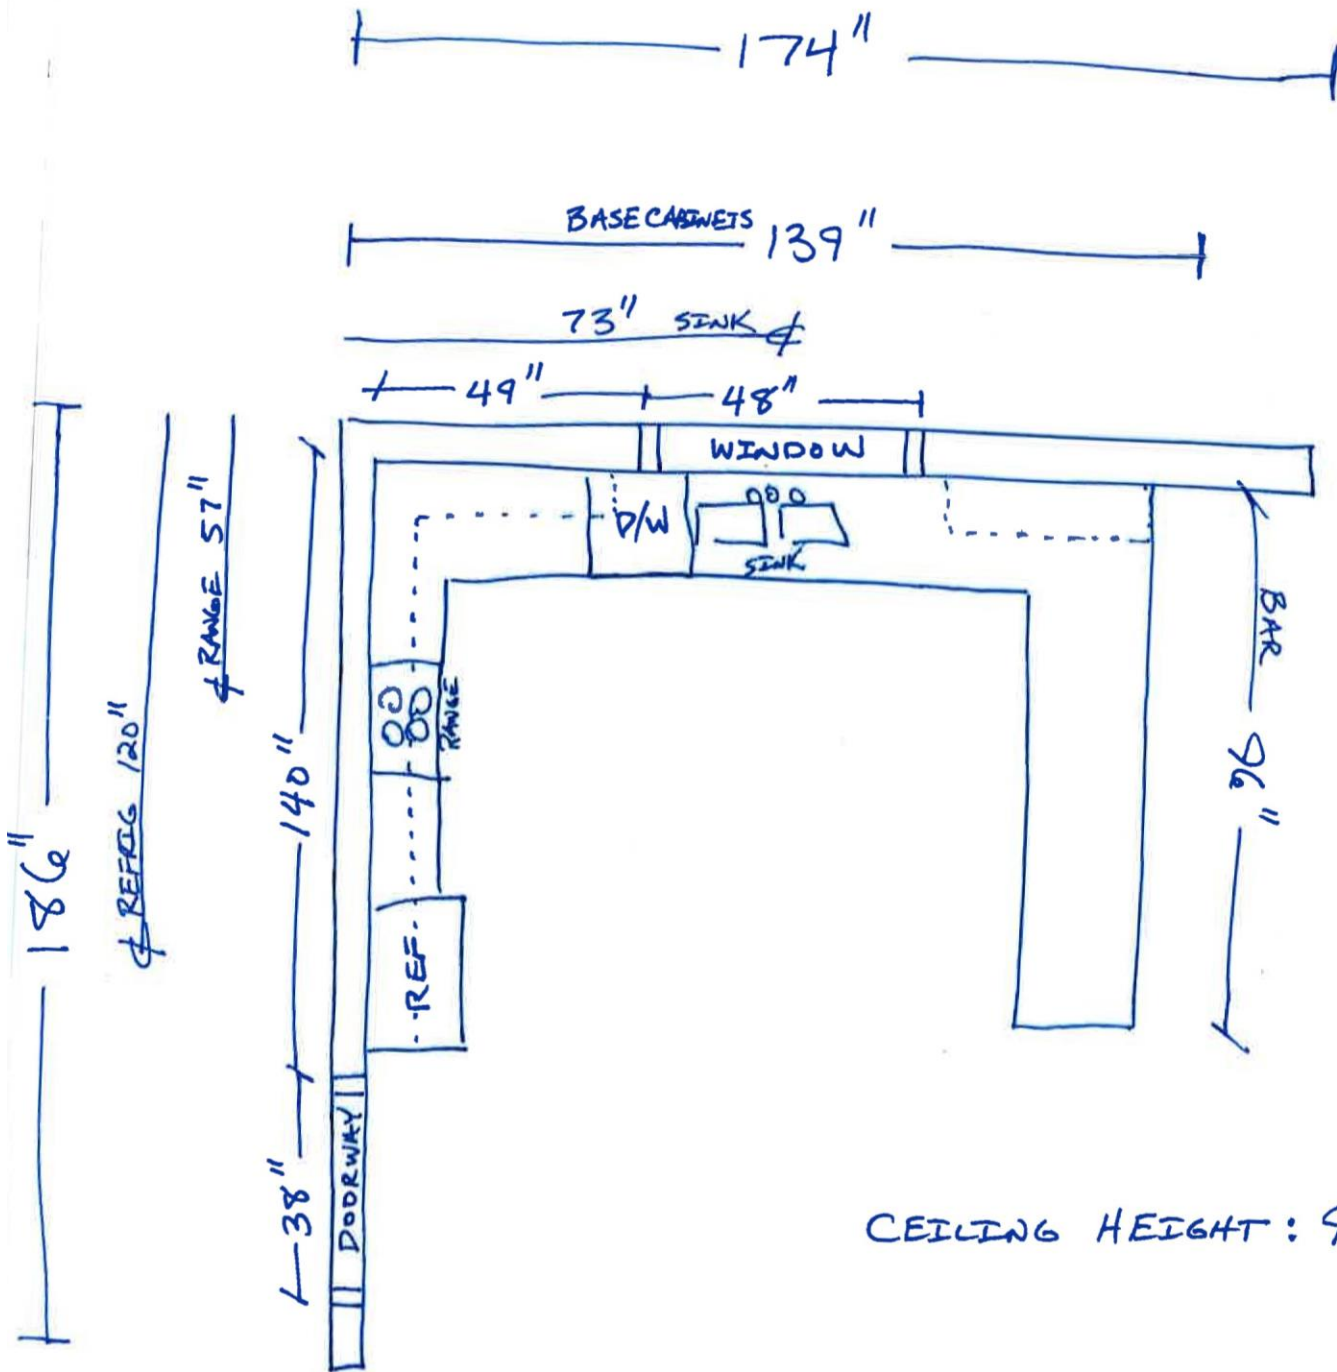 174"
BASE CABINETS 139"
73" SINK ₵
49" 48"
WINDOW
D/W
SINK
RANGE
REF
DOORWAY
186"
₵ REFRIG 120"
₵ RANGE 57"
140"
38"
BAR 96"
CEILING HEIGHT: